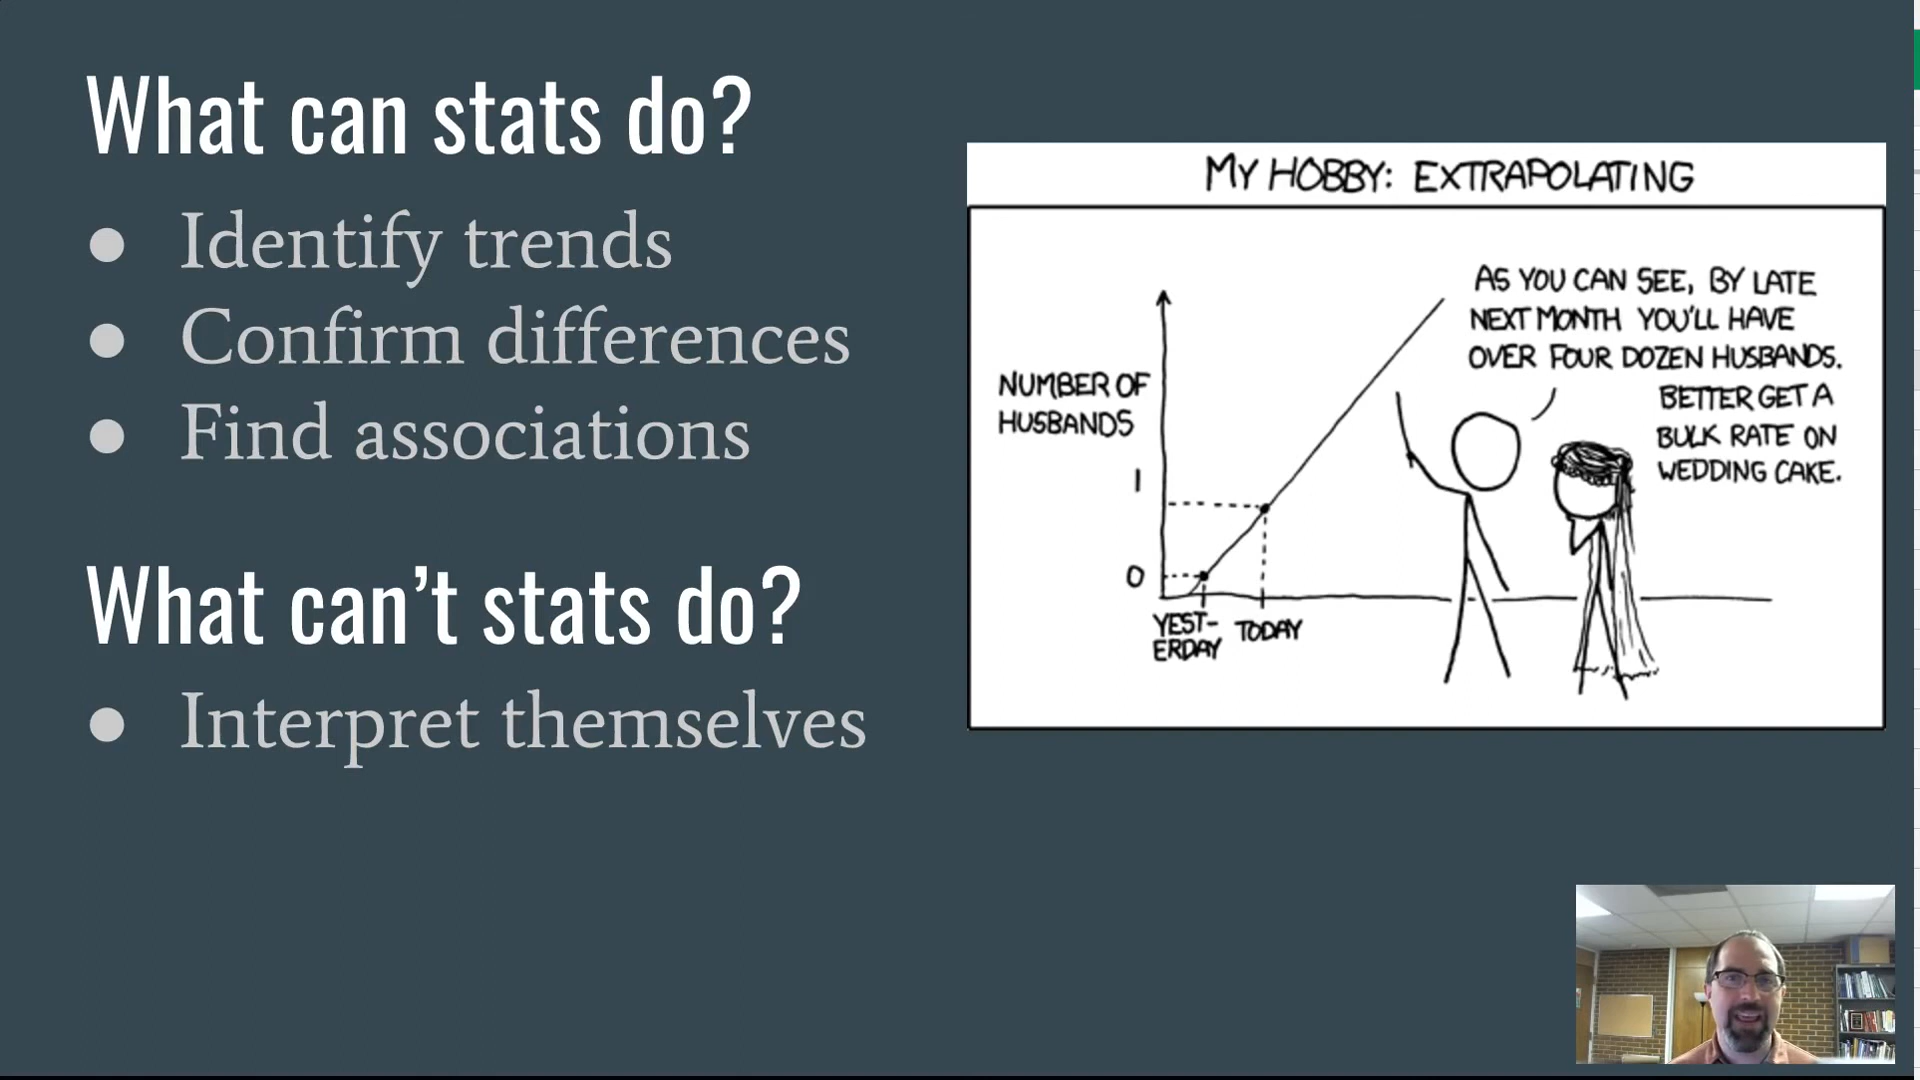 What can stats do?
● Identify trends
● Confirm differences
● Find associations
What can’t stats do?
● Interpret themselves
MY HOBBY: EXTRAPOLATING
AS YOU CAN SEE, BY LATE
NEXT MONTH YOU'LL HAVE
OVER FOUR DOZEN HUSBANDS.
BETTER GET A
BULK RATE ON
WEDDING CAKE.
NUMBER OF
HUSBANDS
1
0
YEST-
ERDAY
TODAY